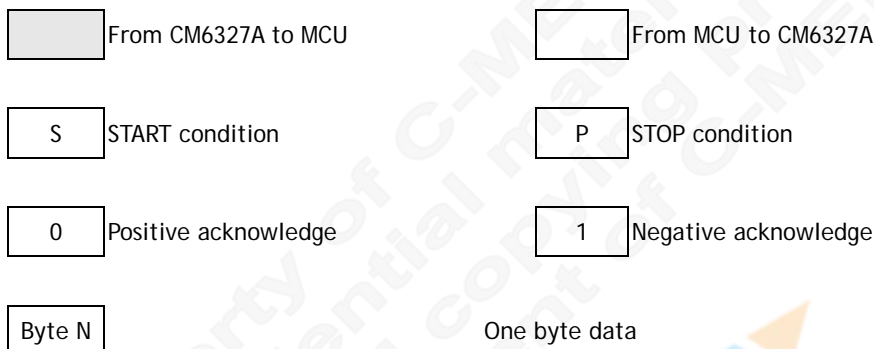 From CM6327A to MCU From MCU to CM6327A
S START condition P STOP condition
0 Positive acknowledge 1 Negative acknowledge
Byte N One byte data